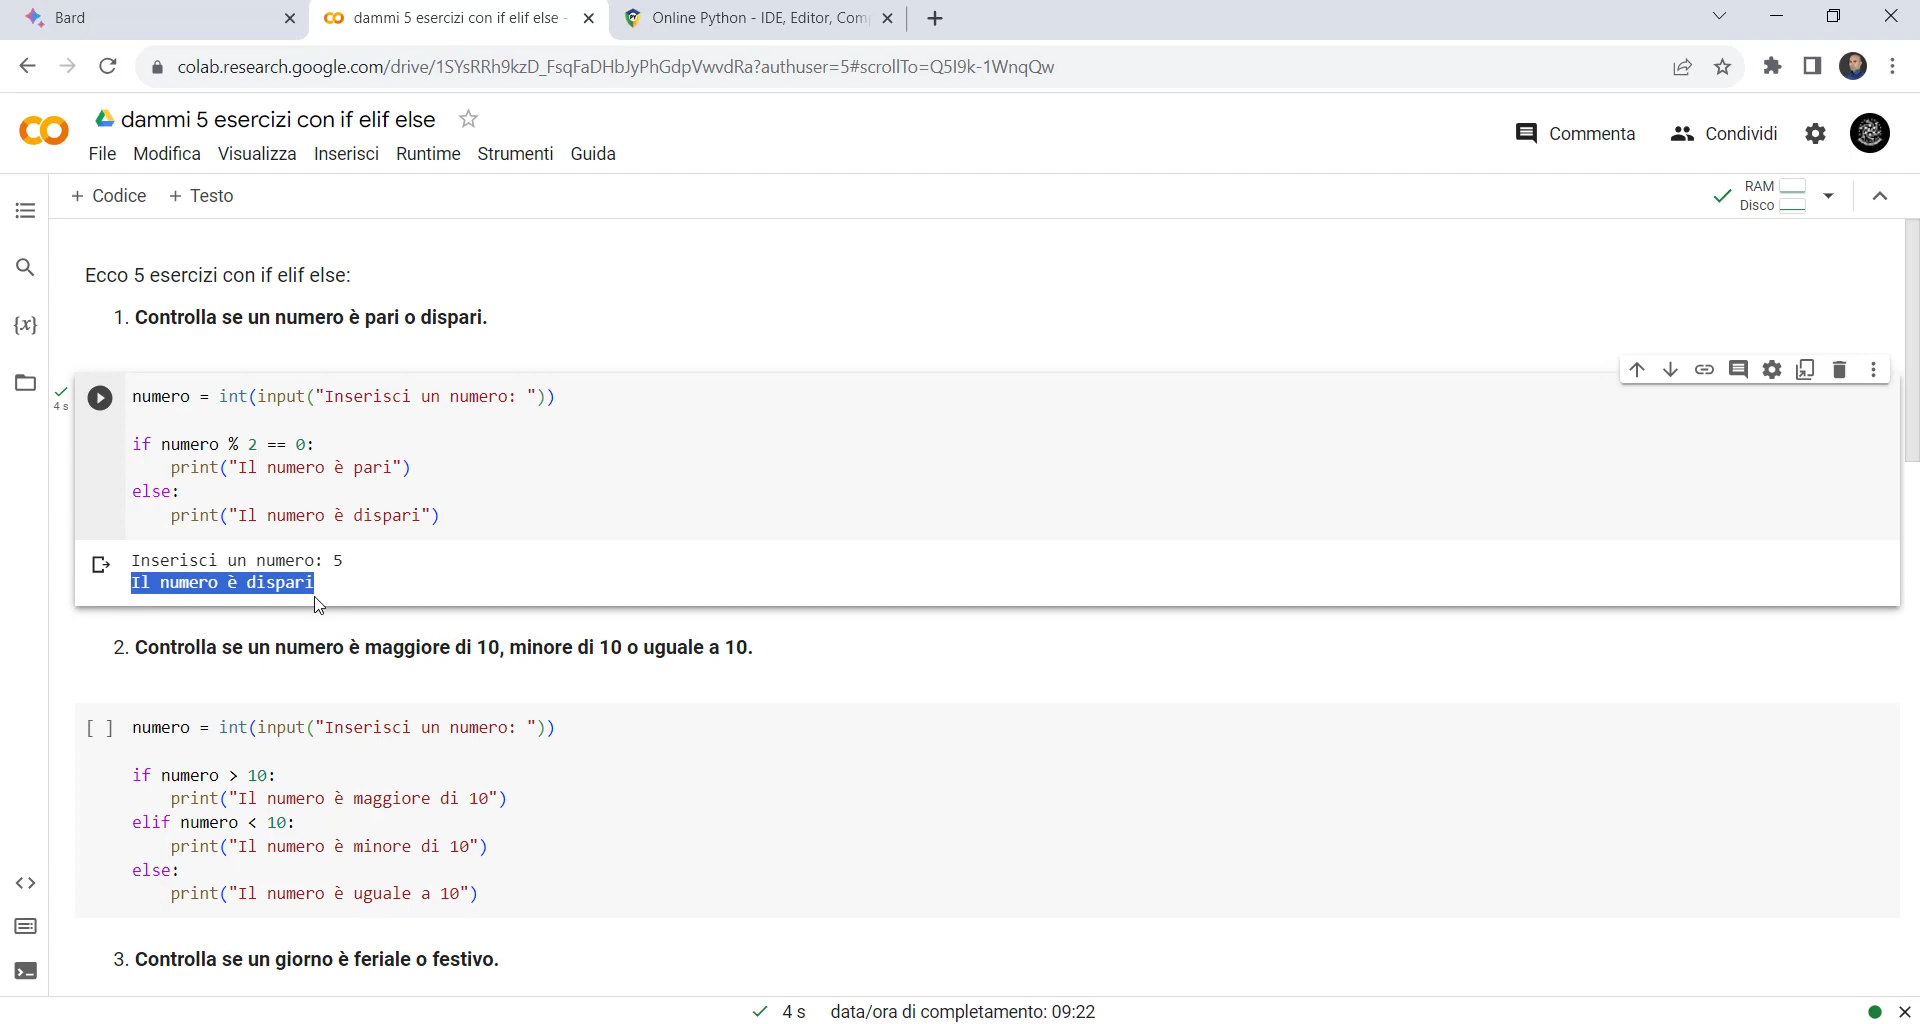 Bard
dammi 5 esercizi con if elif else -
Online Python - IDE, Editor, Com
colab.research.google.com/drive/1SYsRRh9kzD_FsqFaDHbJyPhGdpVwvdRa?authuser=5#scrollTo=Q5I9k-1WnqQw
dammi 5 esercizi con if elif else
Commenta
Condividi
File Modifica Visualizza Inserisci Runtime Strumenti Guida
+ Codice + Testo
RAM
Disco
Ecco 5 esercizi con if elif else:
1. Controlla se un numero è pari o dispari.
{x}
4 s
numero = int(input("Inserisci un numero: "))
if numero % 2 == 0:
print("Il numero è pari")
else:
print("Il numero è dispari")
Inserisci un numero: 5
Il numero è dispari
2. Controlla se un numero è maggiore di 10, minore di 10 o uguale a 10.
[ ] numero = int(input("Inserisci un numero: "))
if numero > 10:
print("Il numero è maggiore di 10")
elif numero < 10:
print("Il numero è minore di 10")
else:
print("Il numero è uguale a 10")
3. Controlla se un giorno è feriale o festivo.
4 s data/ora di completamento: 09:22